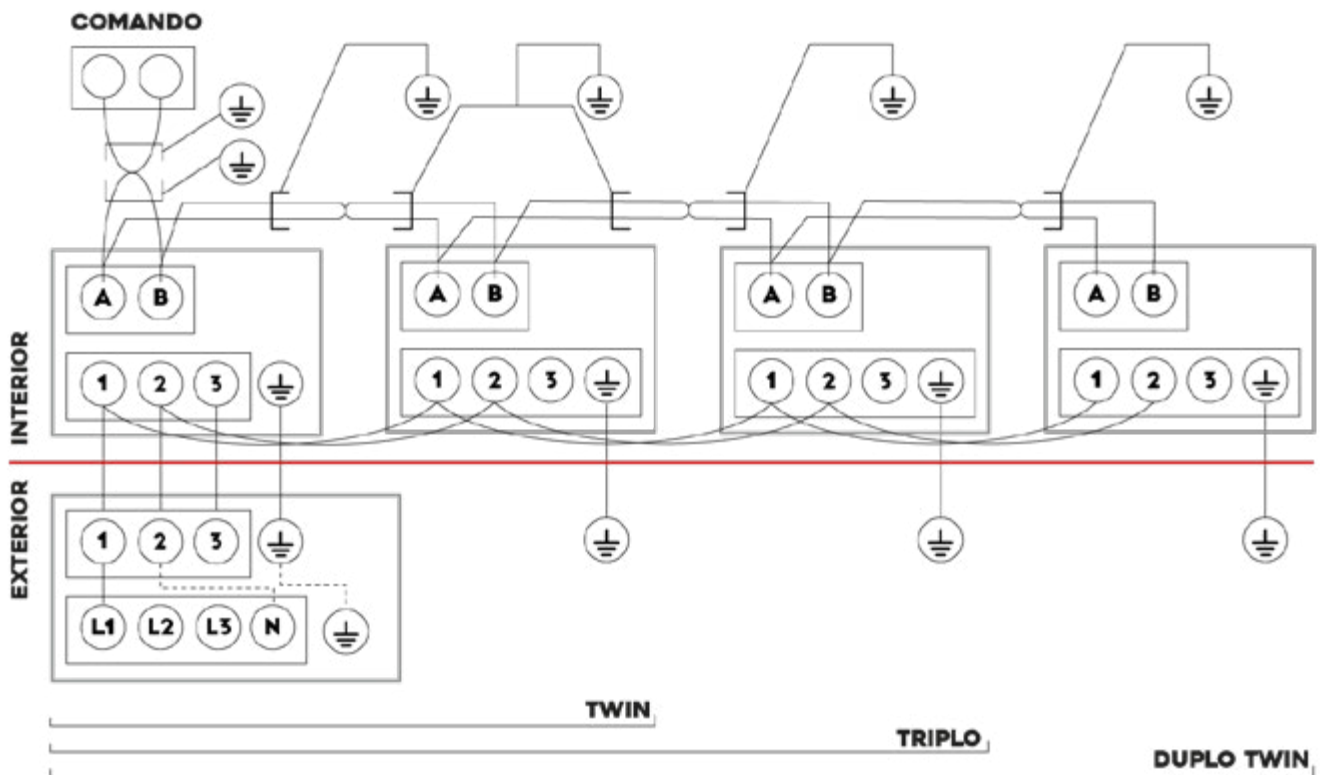 COMANDO
A B
A B
A B
A B
1 2 3
1 2 3
1 2 3
1 2 3
INTERIOR
EXTERIOR
1 2 3
L1 L2 L3 N
TWIN
TRIPLO
DUPLO TWIN